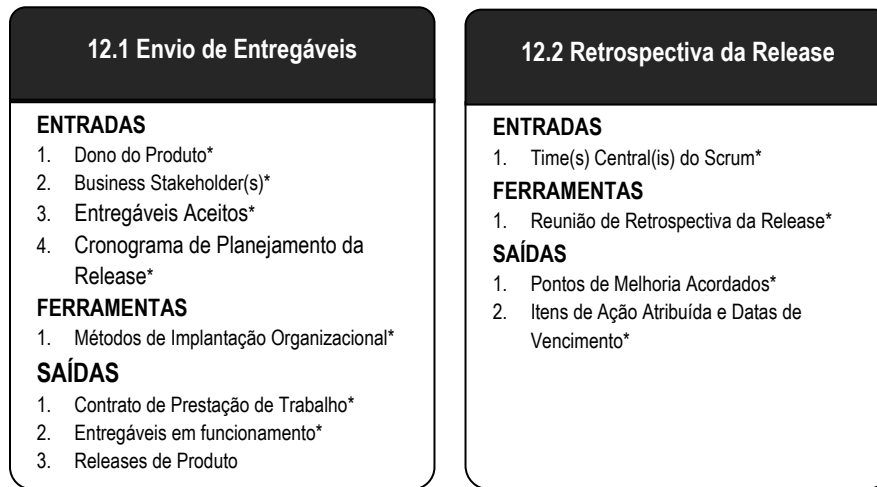 12.1 Envio de Entregáveis
ENTRADAS
1. Dono do Produto*
2. Business Stakeholder(s)*
3. Entregáveis Aceitos*
4. Cronograma de Planejamento da
Release*
FERRAMENTAS
1. Métodos de Implantação Organizacional*
SAÍDAS
1. Contrato de Prestação de Trabalho*
2. Entregáveis em funcionamento*
3. Releases de Produto
12.2 Retrospectiva da Release
ENTRADAS
1. Time(s) Central(is) do Scrum*
FERRAMENTAS
1. Reunião de Retrospectiva da Release*
SAÍDAS
1. Pontos de Melhoria Acordados*
2. Itens de Ação Atribuída e Datas de
Vencimento*